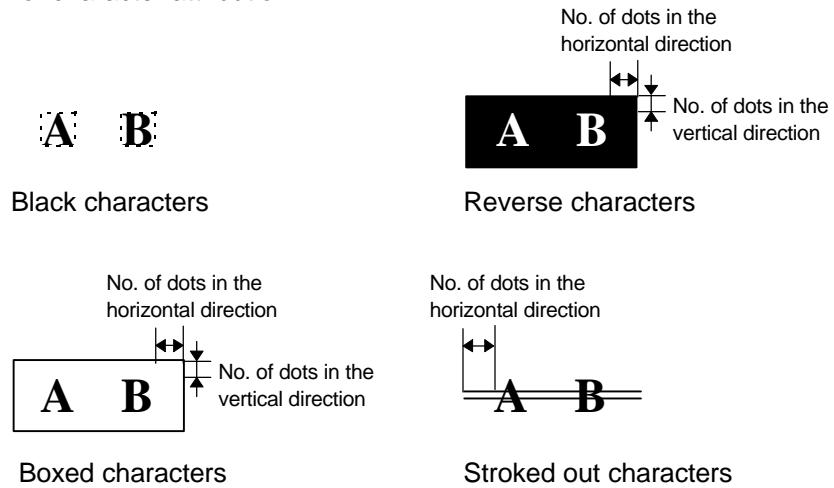 No. of dots in the
horizontal direction
No. of dots in the
vertical direction
A B
A B
Black characters
Reverse characters
No. of dots in the
horizontal direction
No. of dots in the
horizontal direction
No. of dots in the
vertical direction
A B
A B
Boxed characters
Stroked out characters